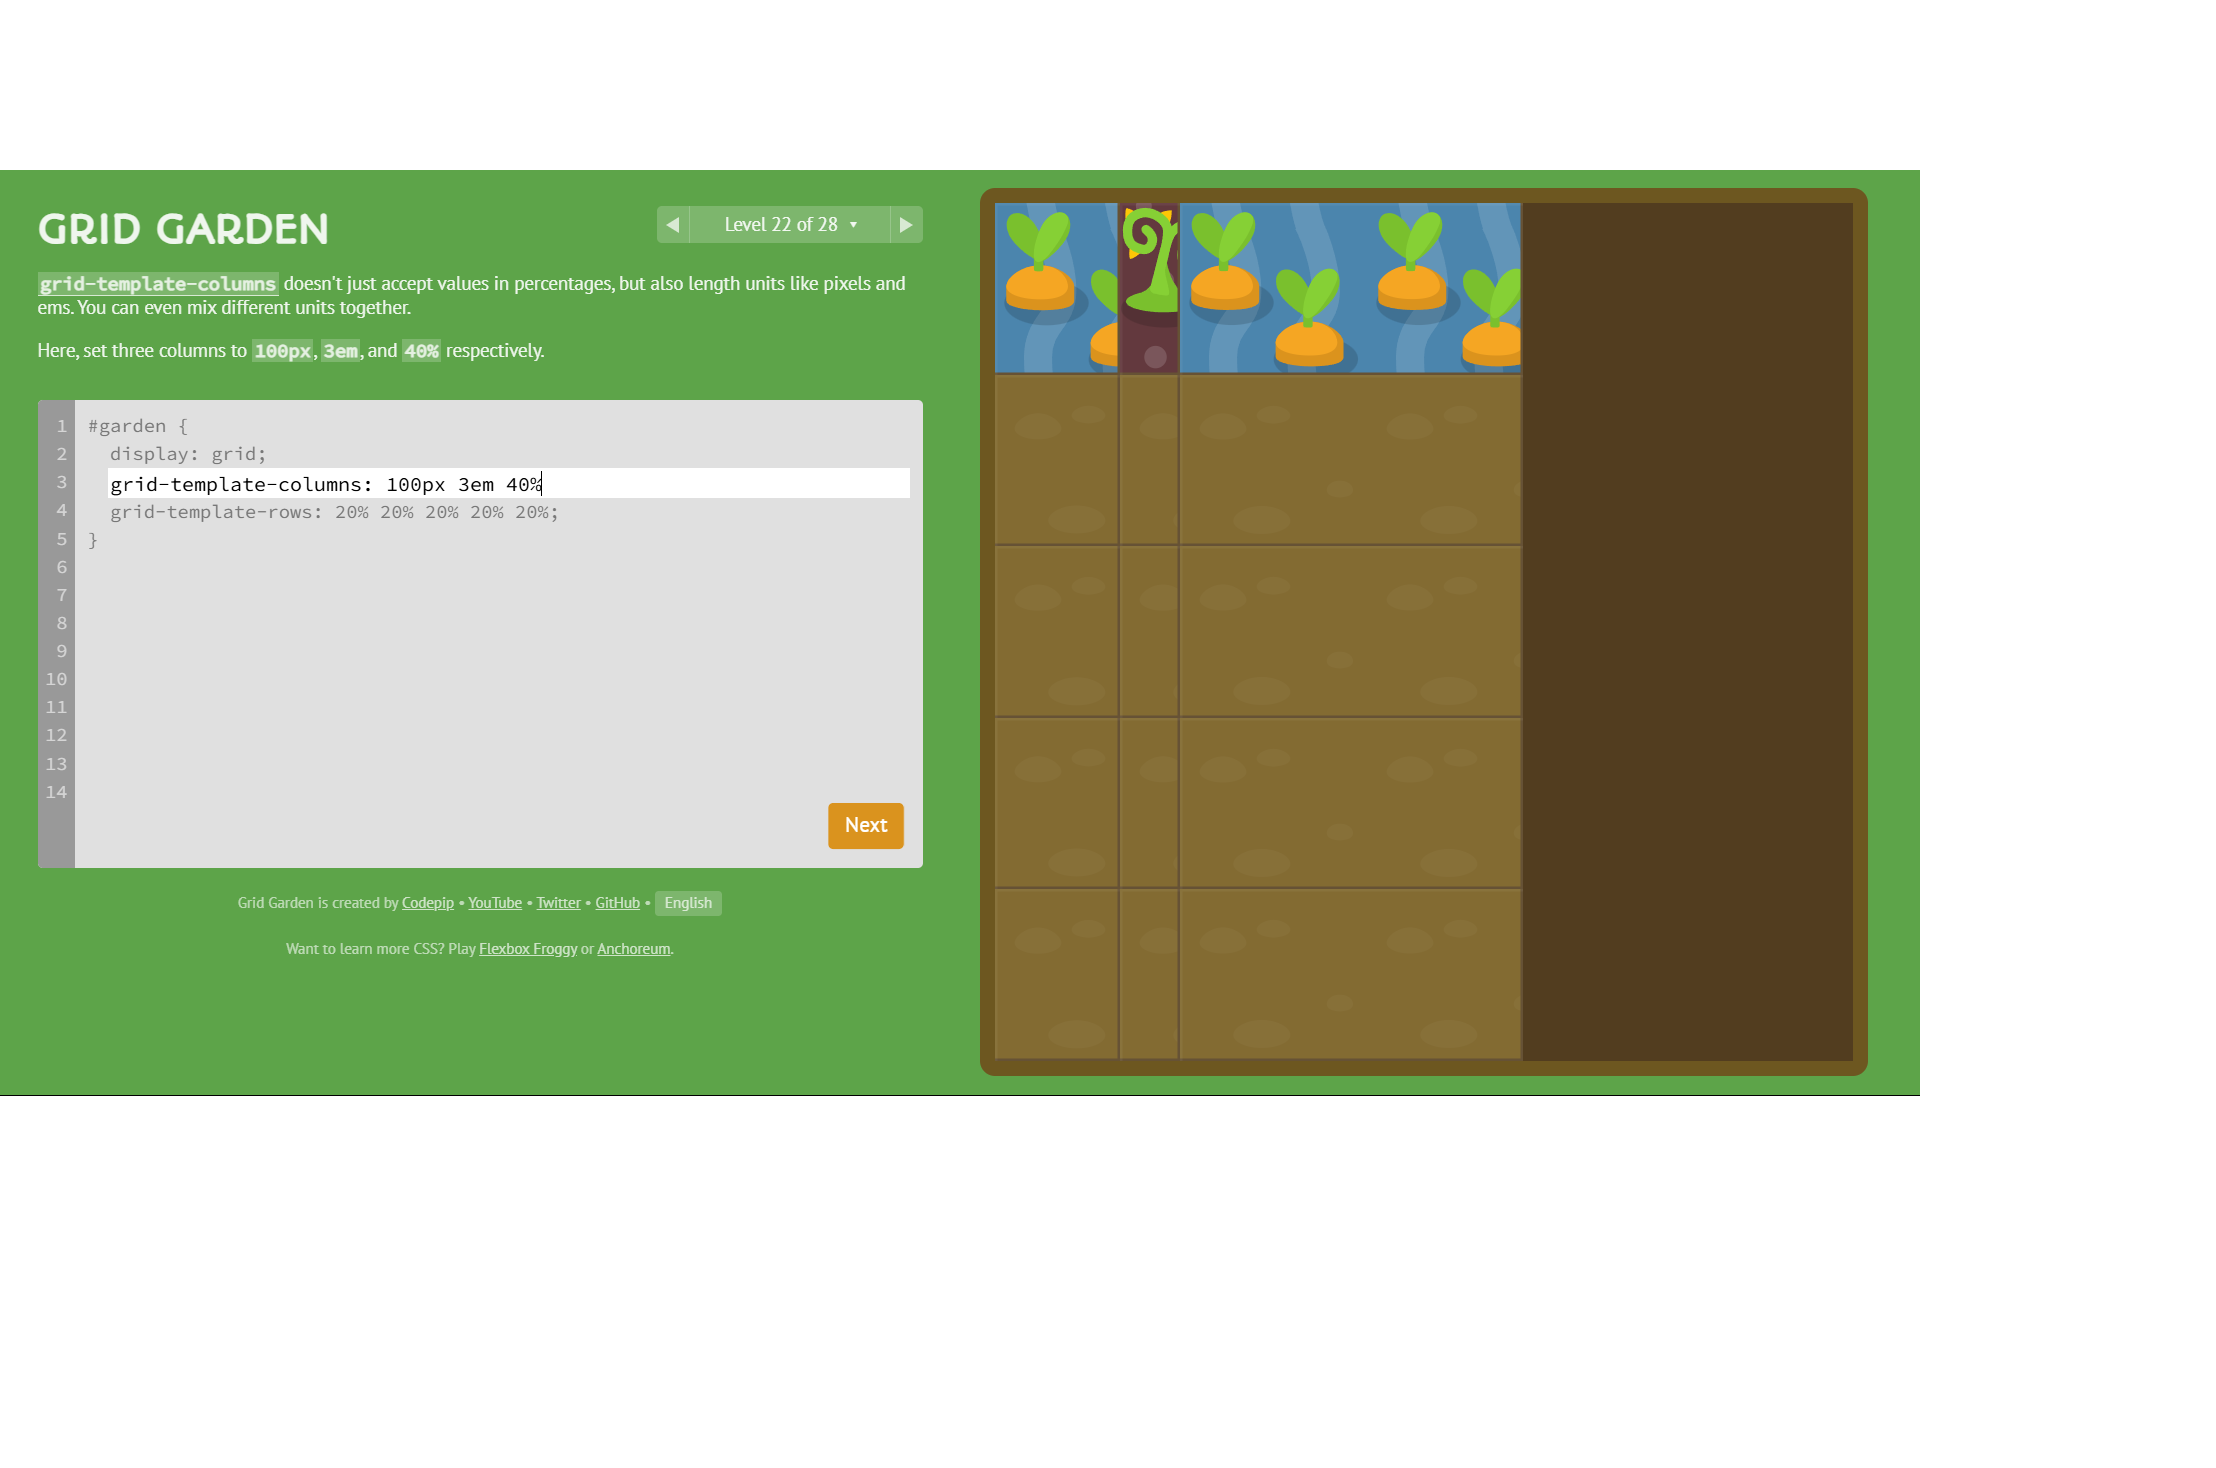 GRID GARDEN
Level 22 of 28
grid-template-columns doesn't just accept values in percentages, but also length units like pixels and
ems. You can even mix different units together.
Here, set three columns to 100px, 3em, and 40% respectively.
1 #garden {
2 display: grid;
3 grid-template-columns: 100px 3em 40%
4 grid-template-rows: 20% 20% 20% 20% 20%;
5 }
6
7
8
9
10
11
12
13
14
Next
Grid Garden is created by Codepip • YouTube • Twitter • GitHub • English
Want to learn more CSS? Play Flexbox Froggy or Anchoreum.